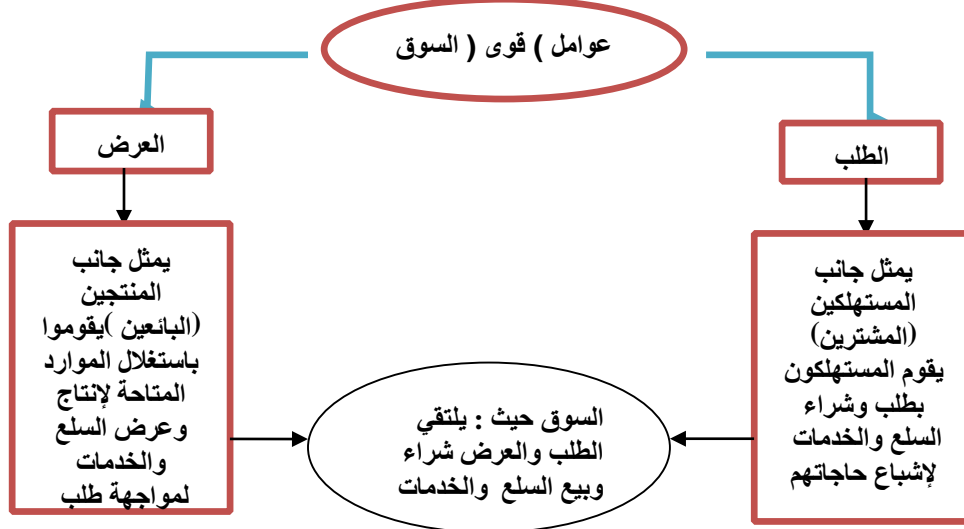 عوامل ) قوى ( السوق
الطلب
العرض
يمثل جانب
المستهلكين
(المشترين)
يقوم المستهلكون
بطلب وشراء
السلع والخدمات
لإشباع حاجاتهم
يمثل جانب
المنتجين
(البائعين )يقوموا
باستغلال الموارد
المتاحة لإنتاج
وعرض السلع
والخدمات
لمواجهة طلب
السوق حيث : يلتقي
الطلب والعرض شراء
وبيع السلع والخدمات